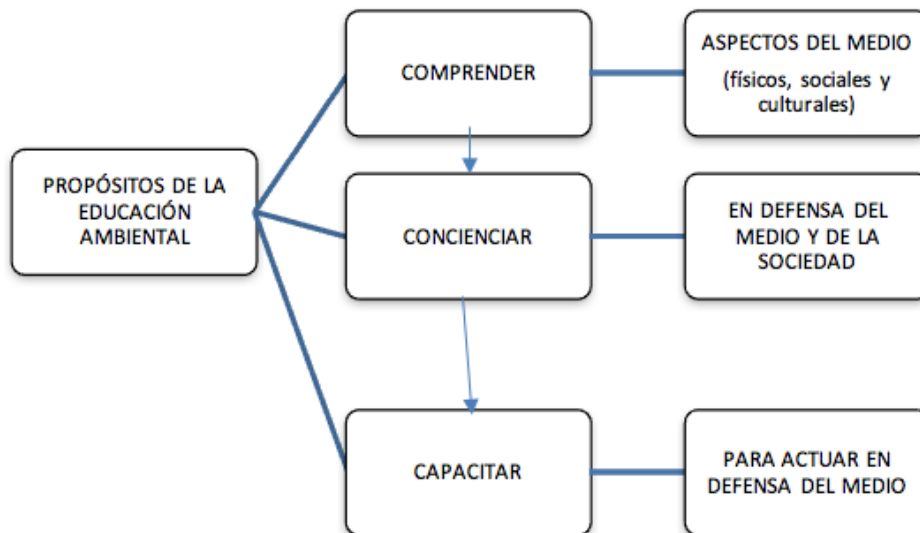 PROPÓSITOS DE LA
EDUCACIÓN
AMBIENTAL
COMPRENDER
ASPECTOS DEL MEDIO
(físicos, sociales y
culturales)
CONCIENCIAR
EN DEFENSA DEL
MEDIO Y DE LA
SOCIEDAD
CAPACITAR
PARA ACTUAR EN
DEFENSA DEL MEDIO